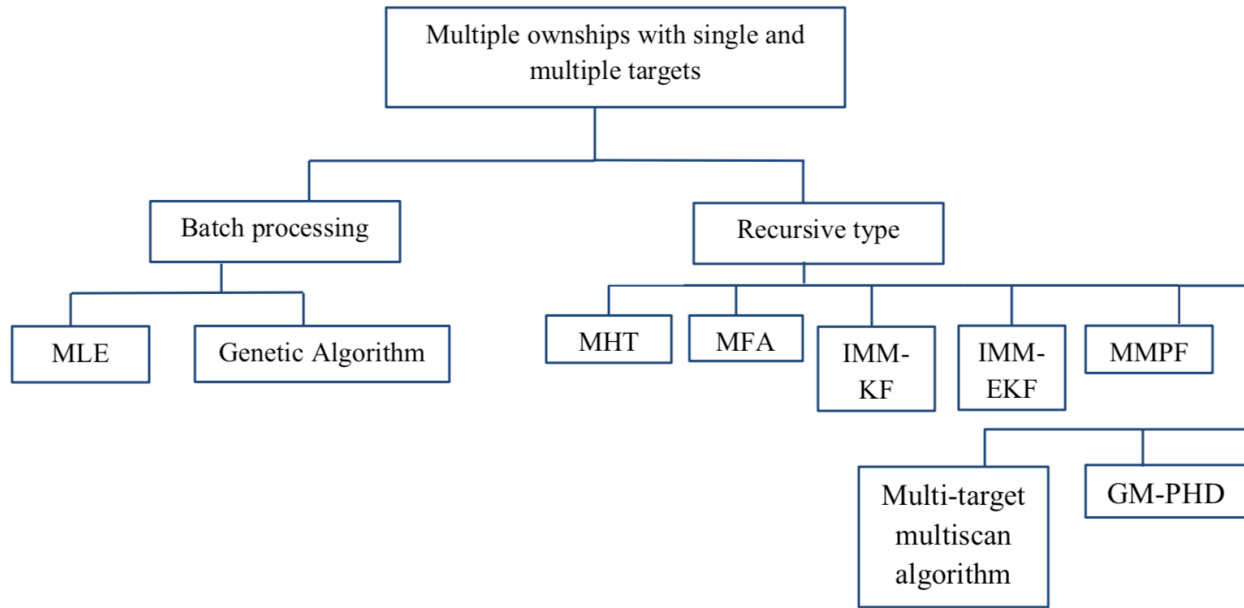 Multiple ownships with single and
multiple targets
Batch processing
Recursive type
MLE
Genetic Algorithm
MHT
MFA
IMM-
KF
IMM-
EKF
MMPF
Multi-target
multiscan
algorithm
GM-PHD